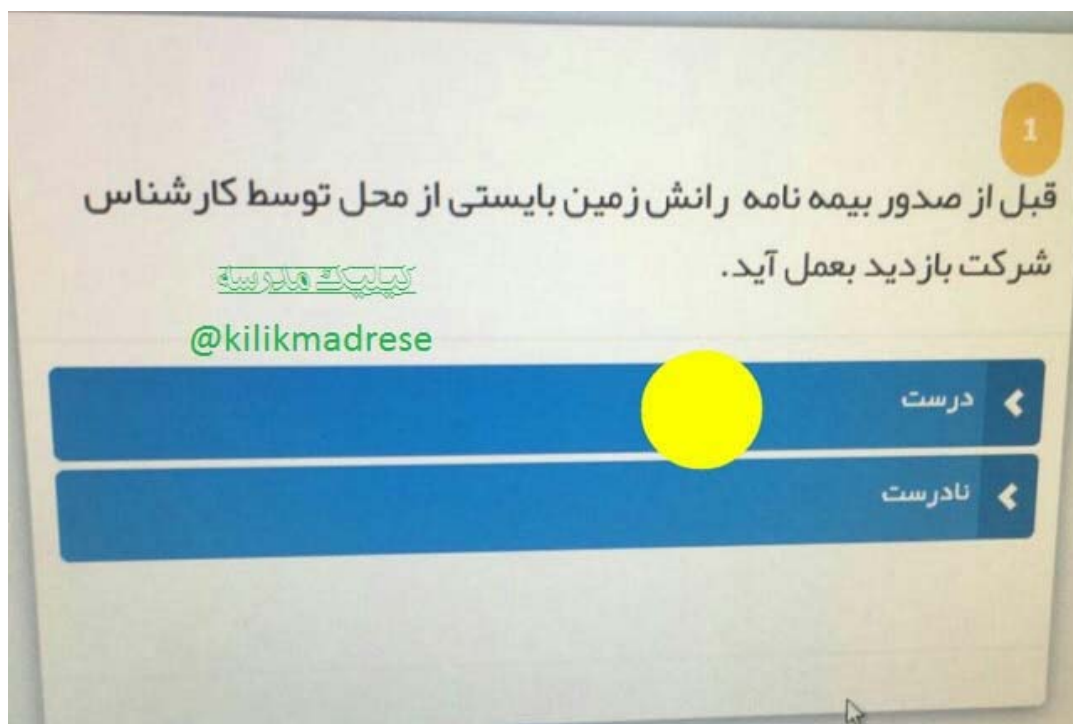 1
قبل از صدور بیمه نامه رانش زمین بایستی از محل توسط کارشناس
شرکت بازدید بعمل آید.
کیلیک مدرسه
@kilikmadrese
درست
نادرست